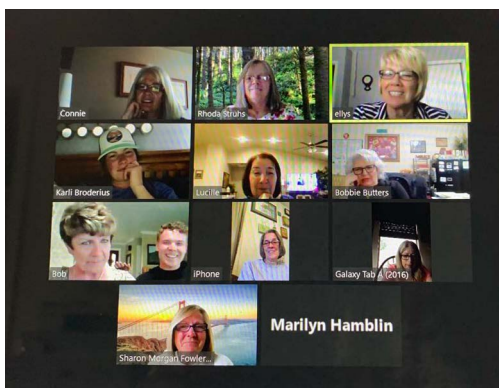 Connie
Rhoda Struhs
ellys
Karli Broderius
Lucille
Bobbie Butters
Bob
iPhone
Galaxy Tab A (2016)
Sharon Morgan Fowler...
Marilyn Hamblin